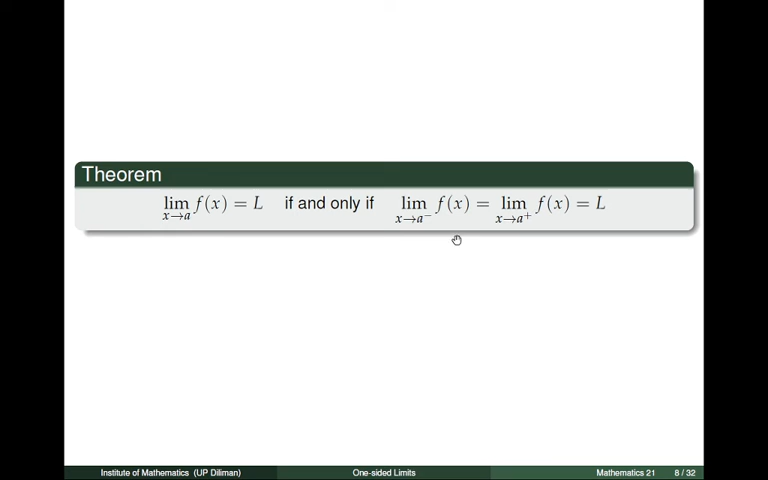 Theorem
lim x→a f(x) = L if and only if lim x→a⁻ f(x) = lim x→a⁺ f(x) = L
Institute of Mathematics (UP Diliman) One-sided Limits Mathematics 21 8 / 32